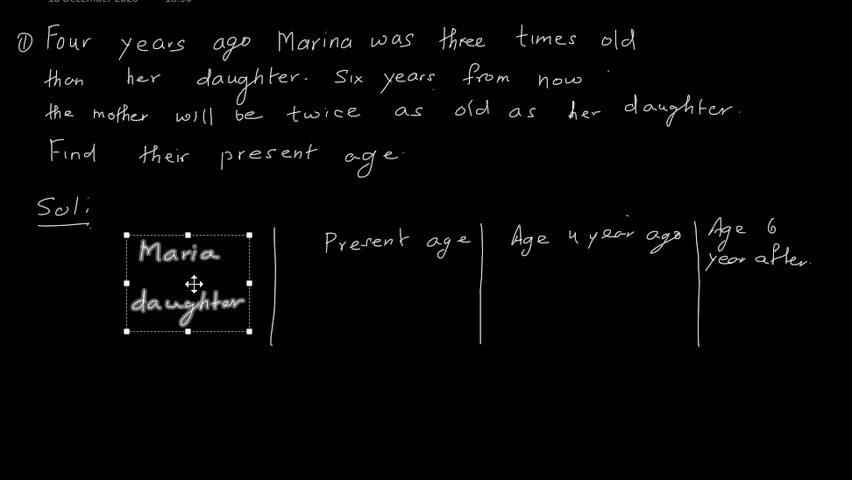 ① Four years ago Marina was three times old
than her daughter. Six years from now
the mother will be twice as old as her daughter.
Find their present age.
Sol:
Maria
daughter
Present age
Age 4 year ago
Age 6
year after.